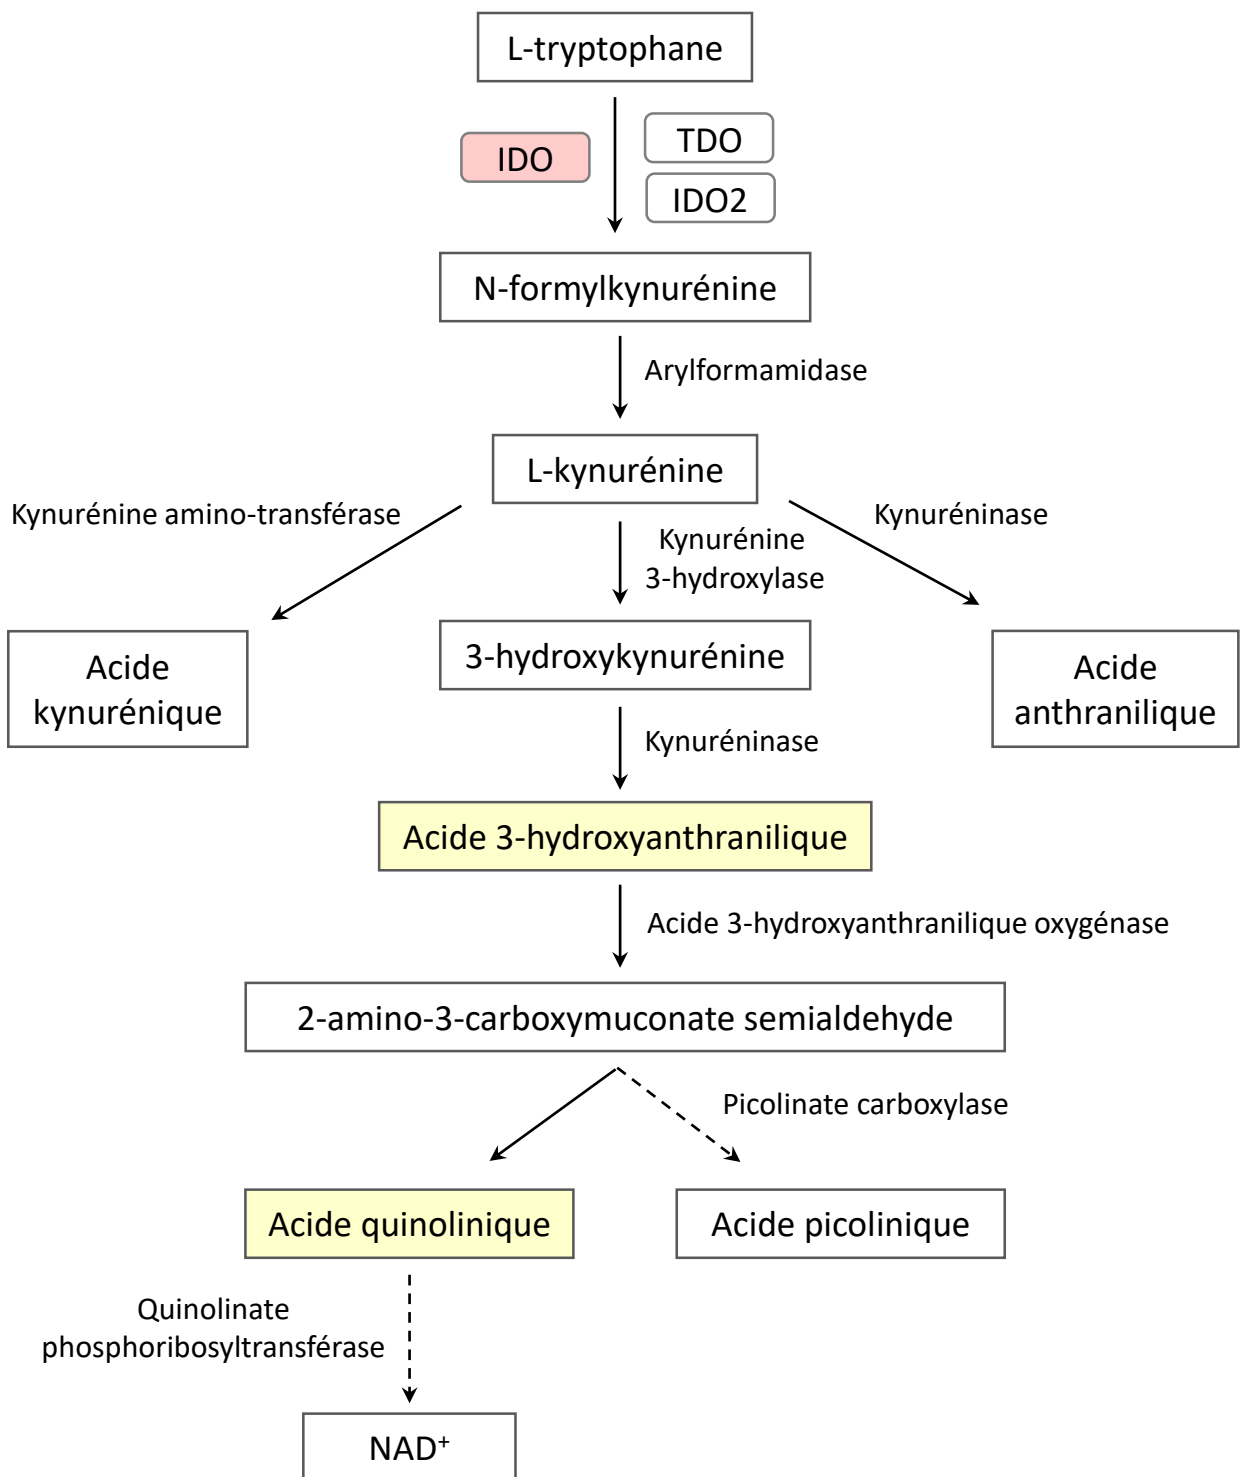 L-tryptophane
IDO
TDO
IDO2
N-formylkynurénine
Arylformamidase
L-kynurénine
Kynurénine amino-transférase
Kynurénine
3-hydroxylase
Kynuréninase
Acide
kynurénique
3-hydroxykynurénine
Acide
anthranilique
Kynuréninase
Acide 3-hydroxyanthranilique
Acide 3-hydroxyanthranilique oxygénase
2-amino-3-carboxymuconate semialdehyde
Picolinate carboxylase
Acide quinolinique
Acide picolinique
Quinolinate
phosphoribosyltransférase
NAD⁺